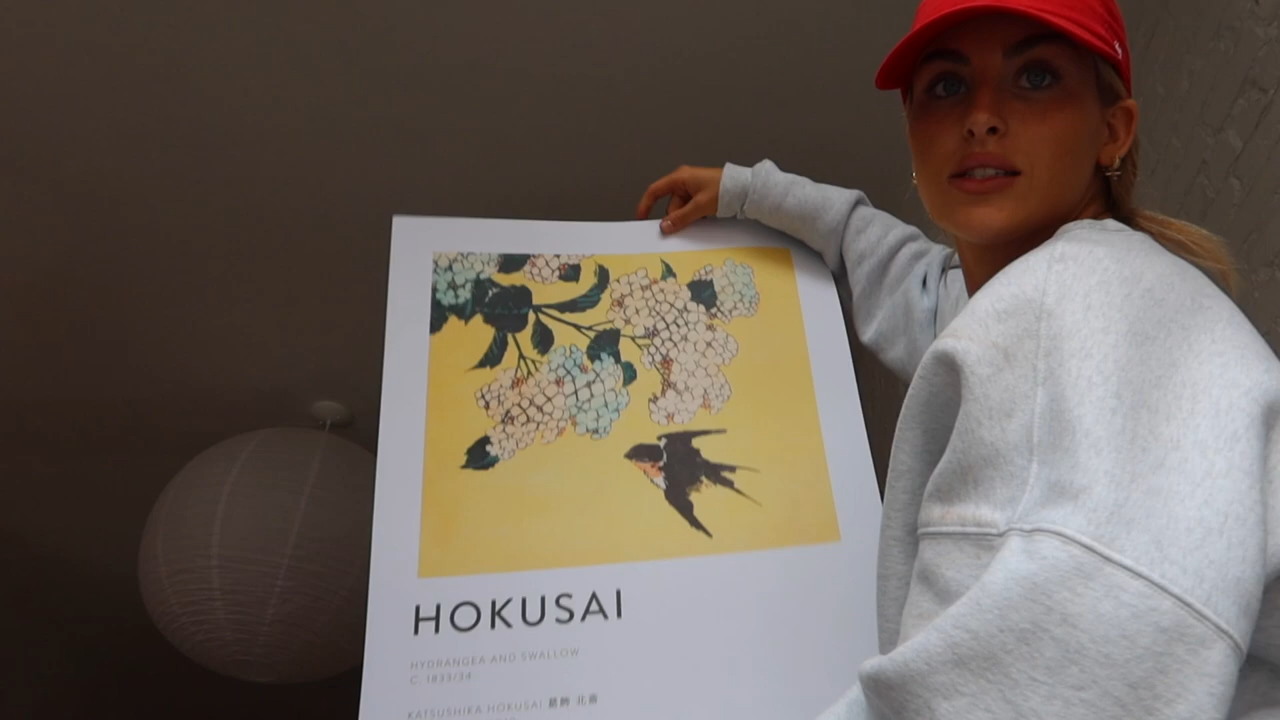 HOKUSAI
HYDRANGEA AND SWALLOW
C. 1833/34
KATSUSHIKA HOKUSAI 葛飾 北斎